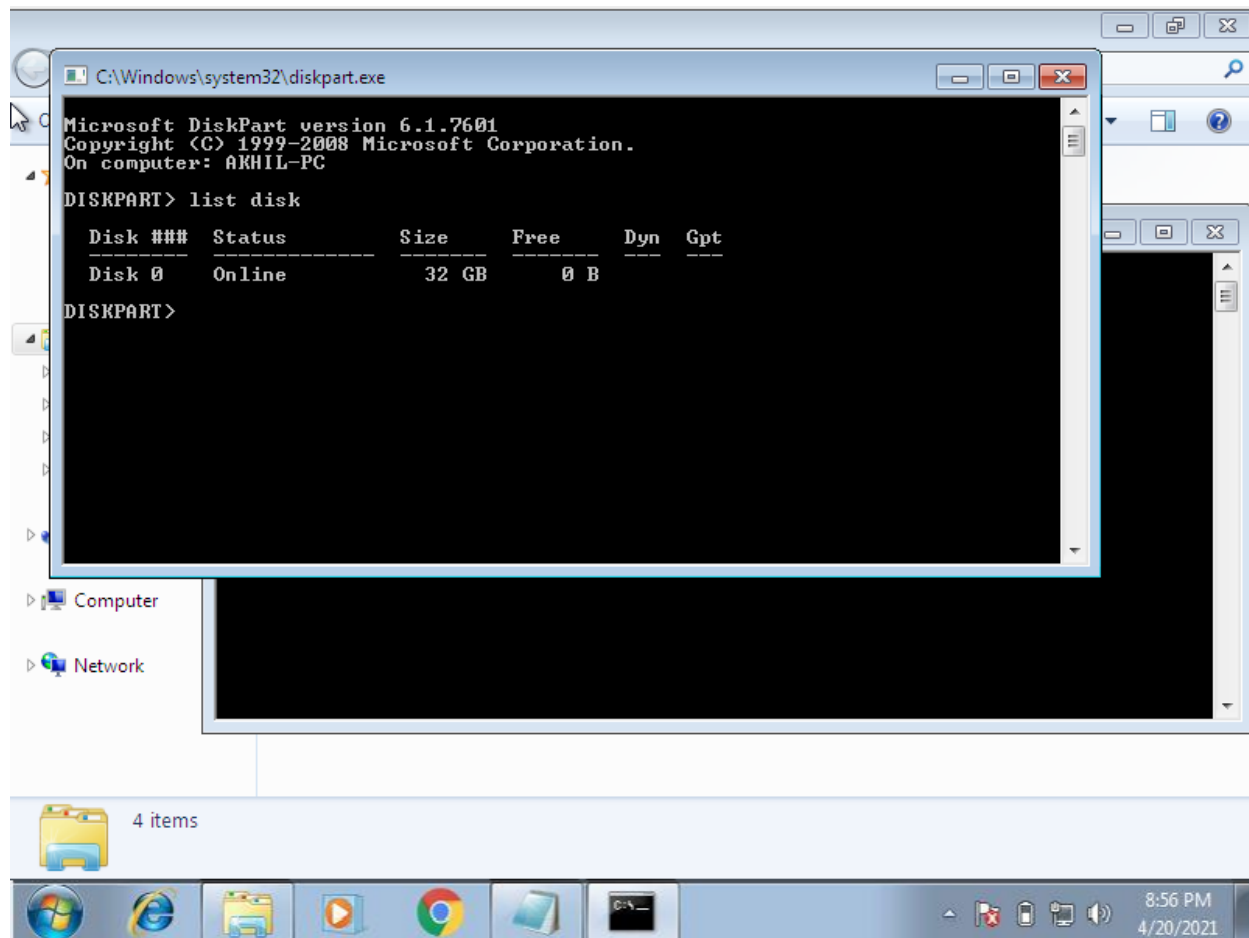 C:\Windows\system32\diskpart.exe
Microsoft DiskPart version 6.1.7601
Copyright (C) 1999-2008 Microsoft Corporation.
On computer: AKHIL-PC
DISKPART> list disk
Disk ### Status Size Free Dyn Gpt
-------- ------------- ------- ------- --- ---
Disk 0 Online 32 GB 0 B
DISKPART>
Computer
Network
4 items
8:56 PM
4/20/2021